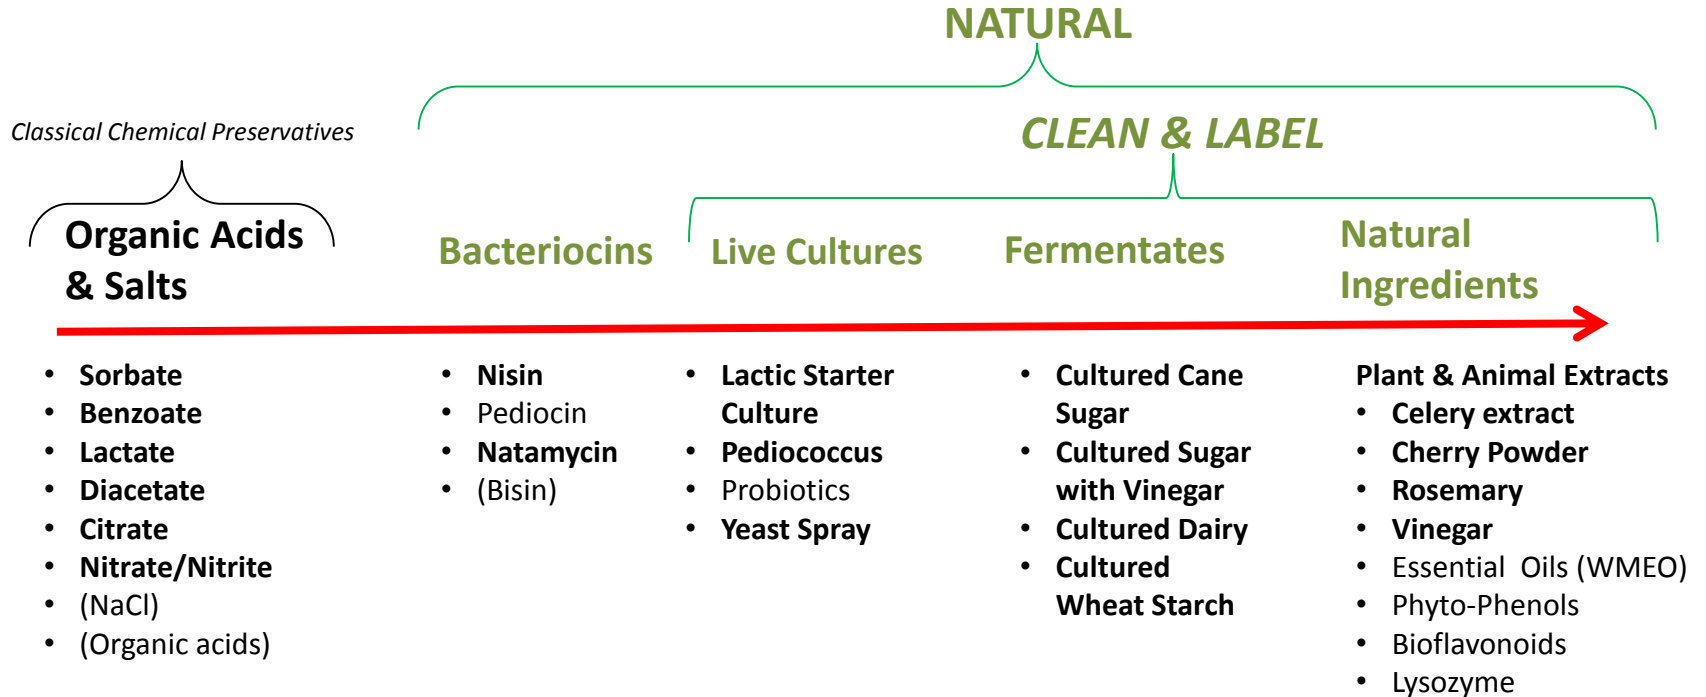 NATURAL
Classical Chemical Preservatives
CLEAN & LABEL
Organic Acids
& Salts
Bacteriocins
Live Cultures
Fermentates
Natural
Ingredients
• Sorbate
• Benzoate
• Lactate
• Diacetate
• Citrate
• Nitrate/Nitrite
• (NaCl)
• (Organic acids)
• Nisin
• Pediocin
• Natamycin
• (Bisin)
• Lactic Starter
Culture
• Pediococcus
• Probiotics
• Yeast Spray
• Cultured Cane
Sugar
• Cultured Sugar
with Vinegar
• Cultured Dairy
• Cultured
Wheat Starch
Plant & Animal Extracts
• Celery extract
• Cherry Powder
• Rosemary
• Vinegar
• Essential Oils (WMEO)
• Phyto-Phenols
• Bioflavonoids
• Lysozyme